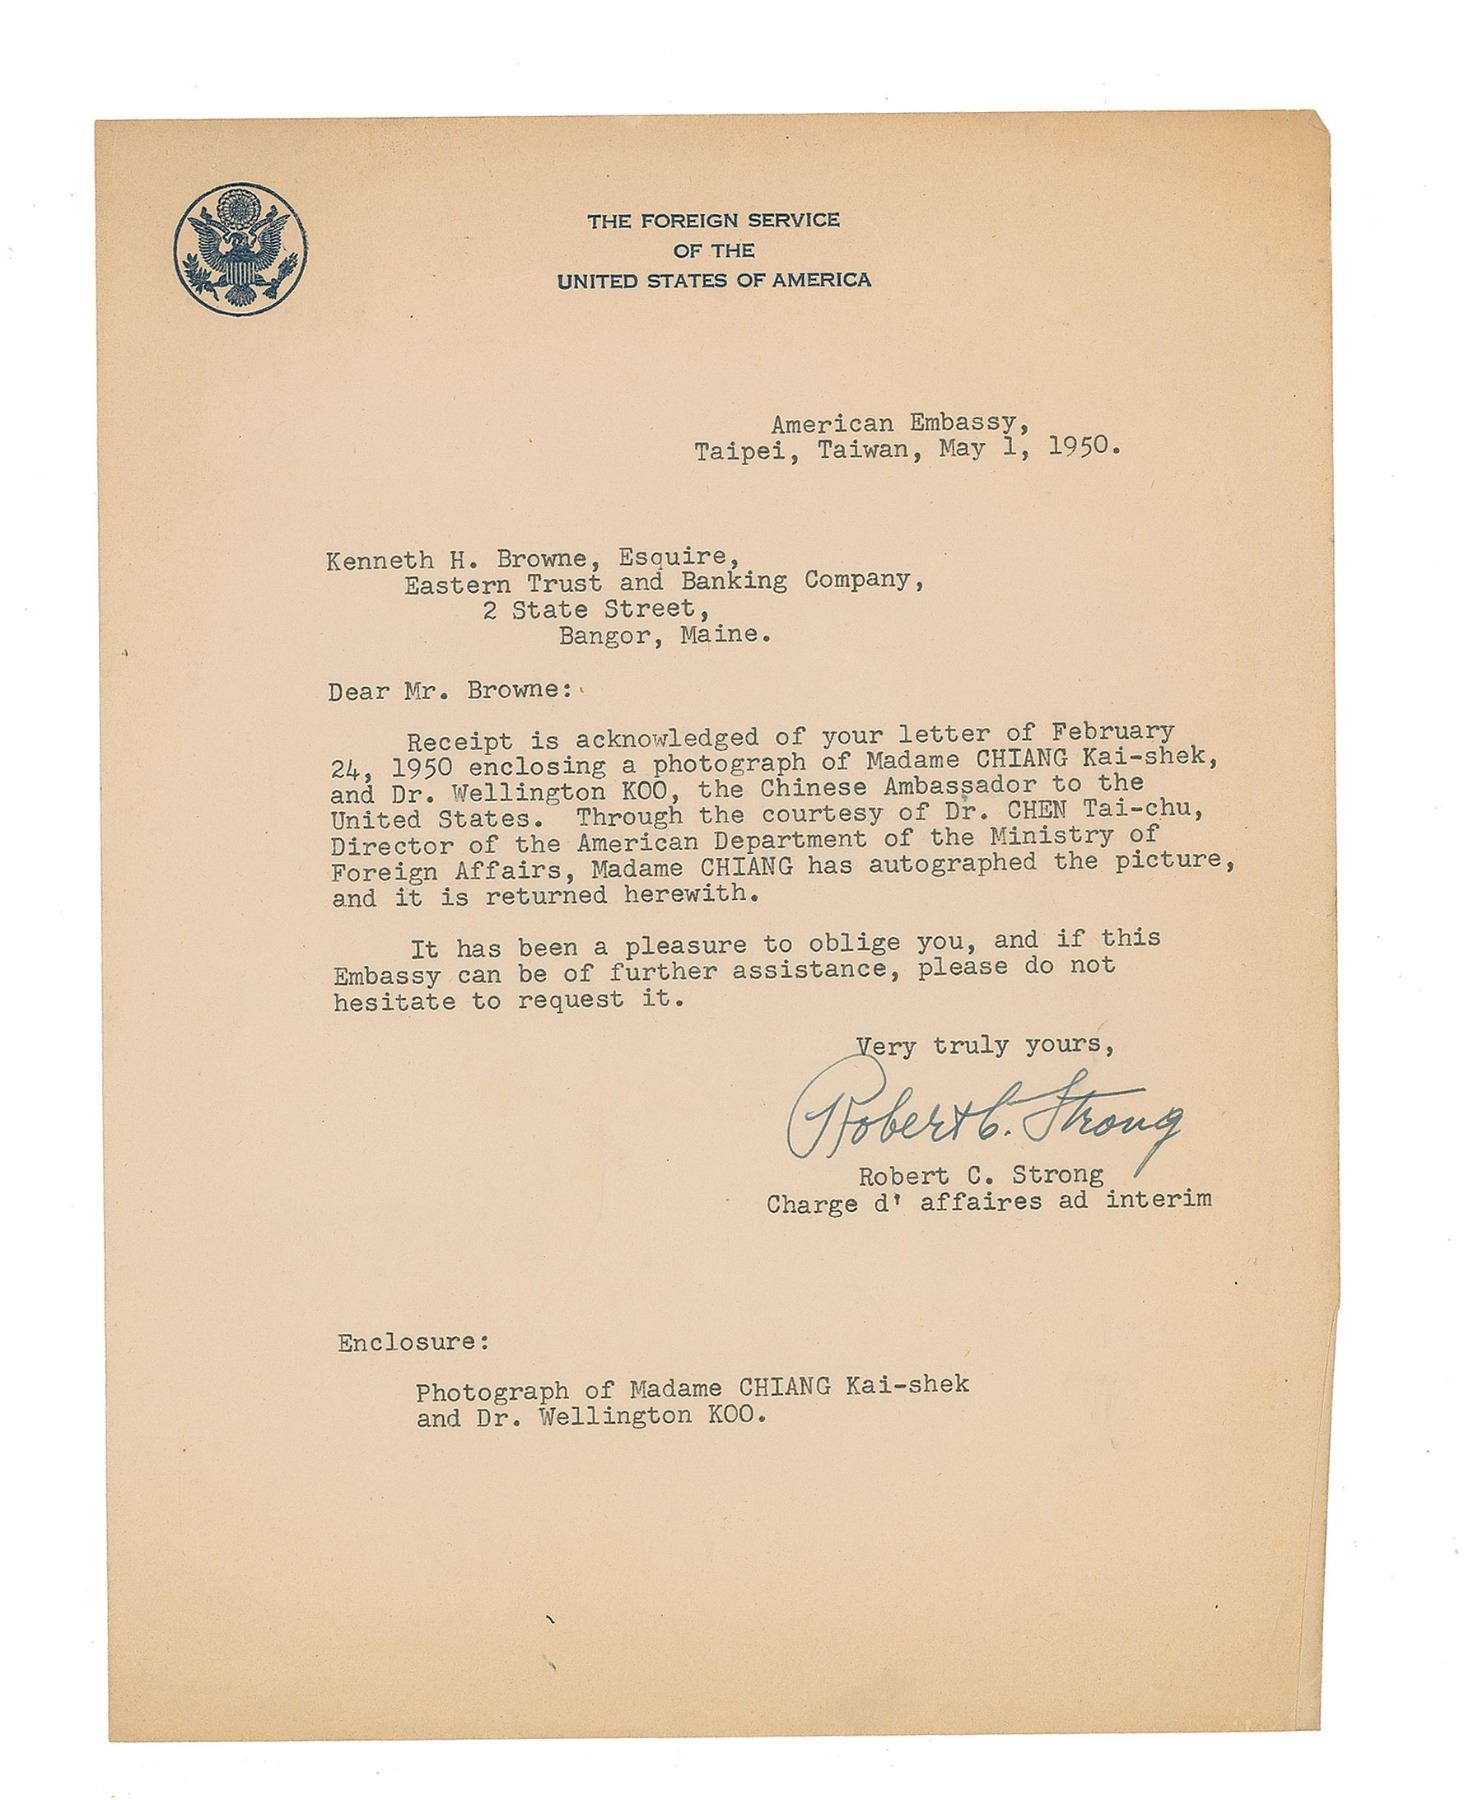 THE FOREIGN SERVICE
OF THE
UNITED STATES OF AMERICA
American Embassy,
Taipei, Taiwan, May 1, 1950.
Kenneth H. Browne, Esquire,
Eastern Trust and Banking Company,
2 State Street,
Bangor, Maine.
Dear Mr. Browne:
Receipt is acknowledged of your letter of February
24, 1950 enclosing a photograph of Madame CHIANG Kai-shek,
and Dr. Wellington KOO, the Chinese Ambassador to the
United States. Through the courtesy of Dr. CHEN Tai-chu,
Director of the American Department of the Ministry of
Foreign Affairs, Madame CHIANG has autographed the picture,
and it is returned herewith.
It has been a pleasure to oblige you, and if this
Embassy can be of further assistance, please do not
hesitate to request it.
Very truly yours,
Robert C. Strong
Robert C. Strong
Charge d' affaires ad interim
Enclosure:
Photograph of Madame CHIANG Kai-shek
and Dr. Wellington KOO.